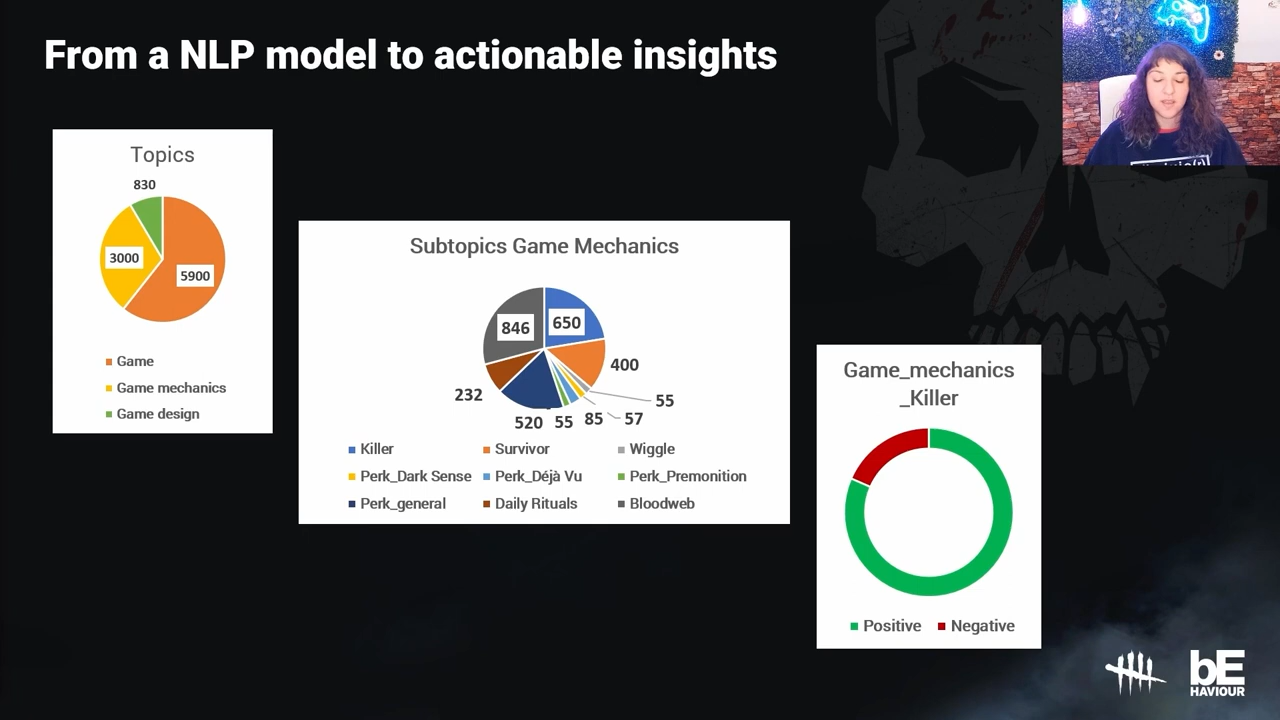 From a NLP model to actionable insights
Topics
830
3000
5900
Game
Game mechanics
Game design
Subtopics Game Mechanics
846
650
400
232
55
520
55
85
57
Killer
Survivor
Wiggle
Perk_Dark Sense
Perk_Déjà Vu
Perk_Premonition
Perk_general
Daily Rituals
Bloodweb
Game_mechanics
_Killer
Positive
Negative
bE
HAVIOUR